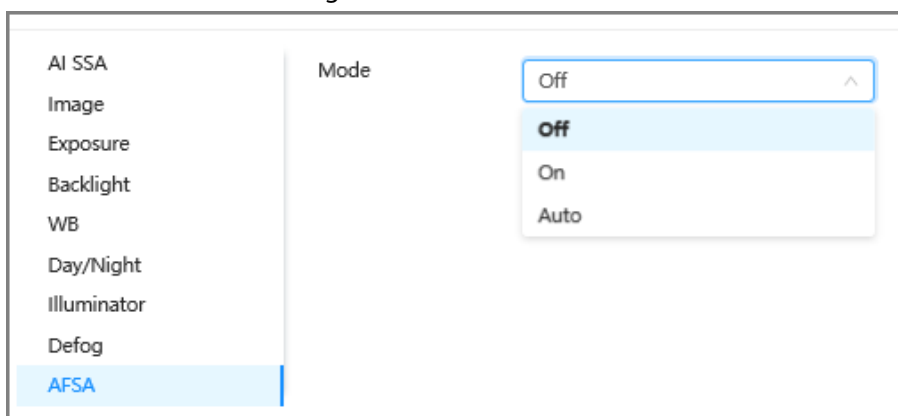 AI SSA
Image
Exposure
Backlight
WB
Day/Night
Illuminator
Defog
AFSA
Mode
Off
Off
On
Auto